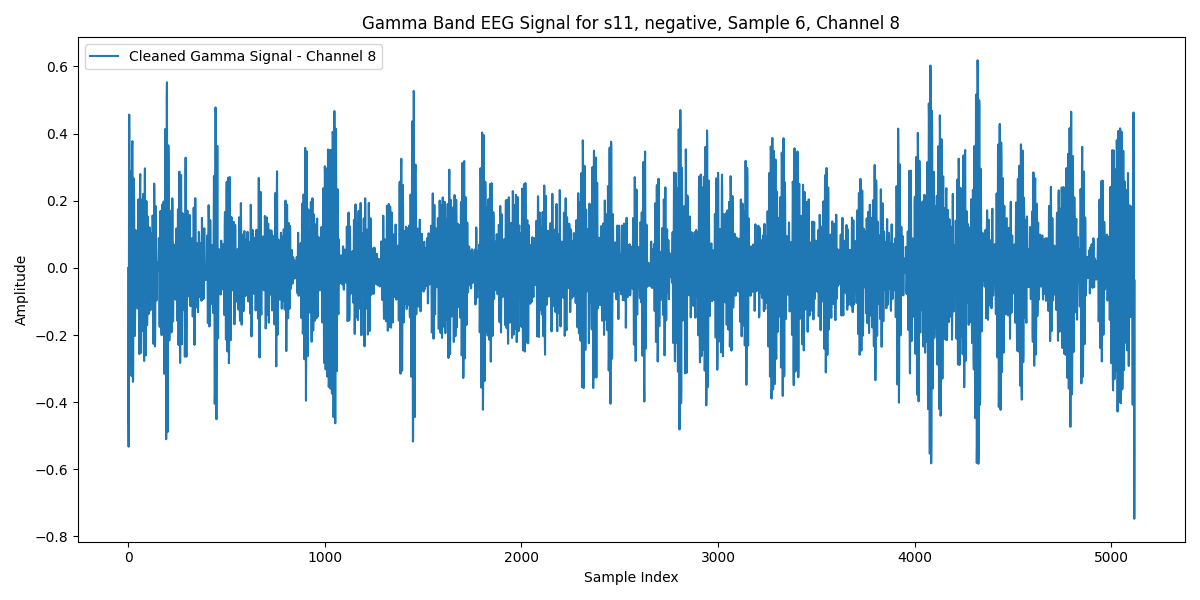 Gamma Band EEG Signal for s11, negative, Sample 6, Channel 8
Cleaned Gamma Signal - Channel 8
Amplitude
0.6
0.4
0.2
0.0
−0.2
−0.4
−0.6
−0.8
0 1000 2000 3000 4000 5000
Sample Index